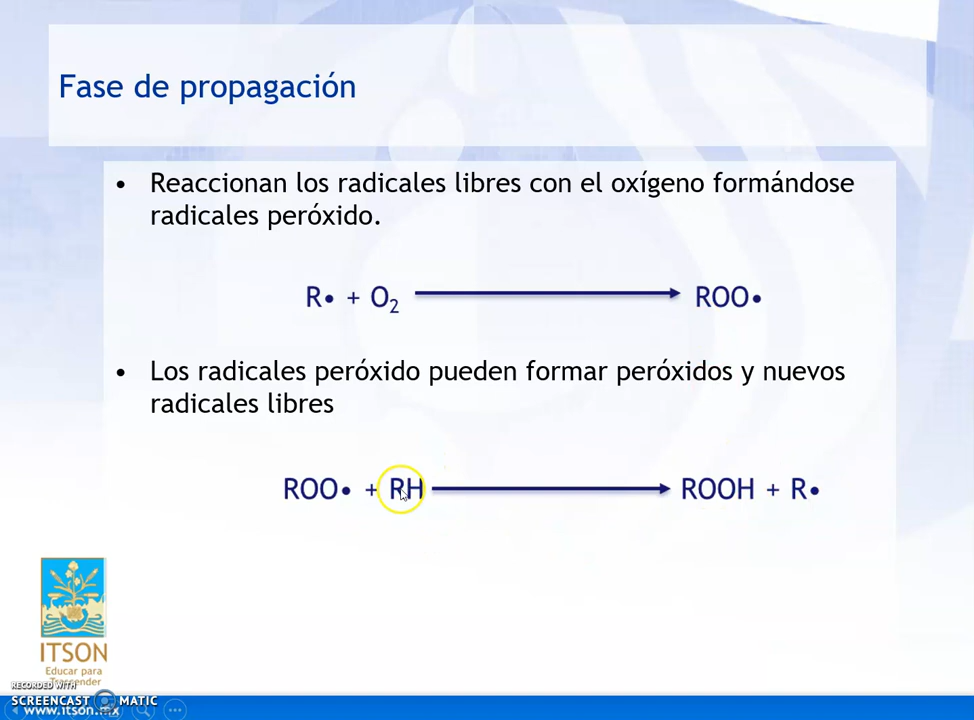 Fase de propagación
• Reaccionan los radicales libres con el oxígeno formándose
radicales peróxido.
R• + O₂ → ROO•
• Los radicales peróxido pueden formar peróxidos y nuevos
radicales libres
ROO• + RH → ROOH + R•
ITSON
Educar para
Trascender
RECORDED WITH
SCREENCAST MATIC
www.itson.mx